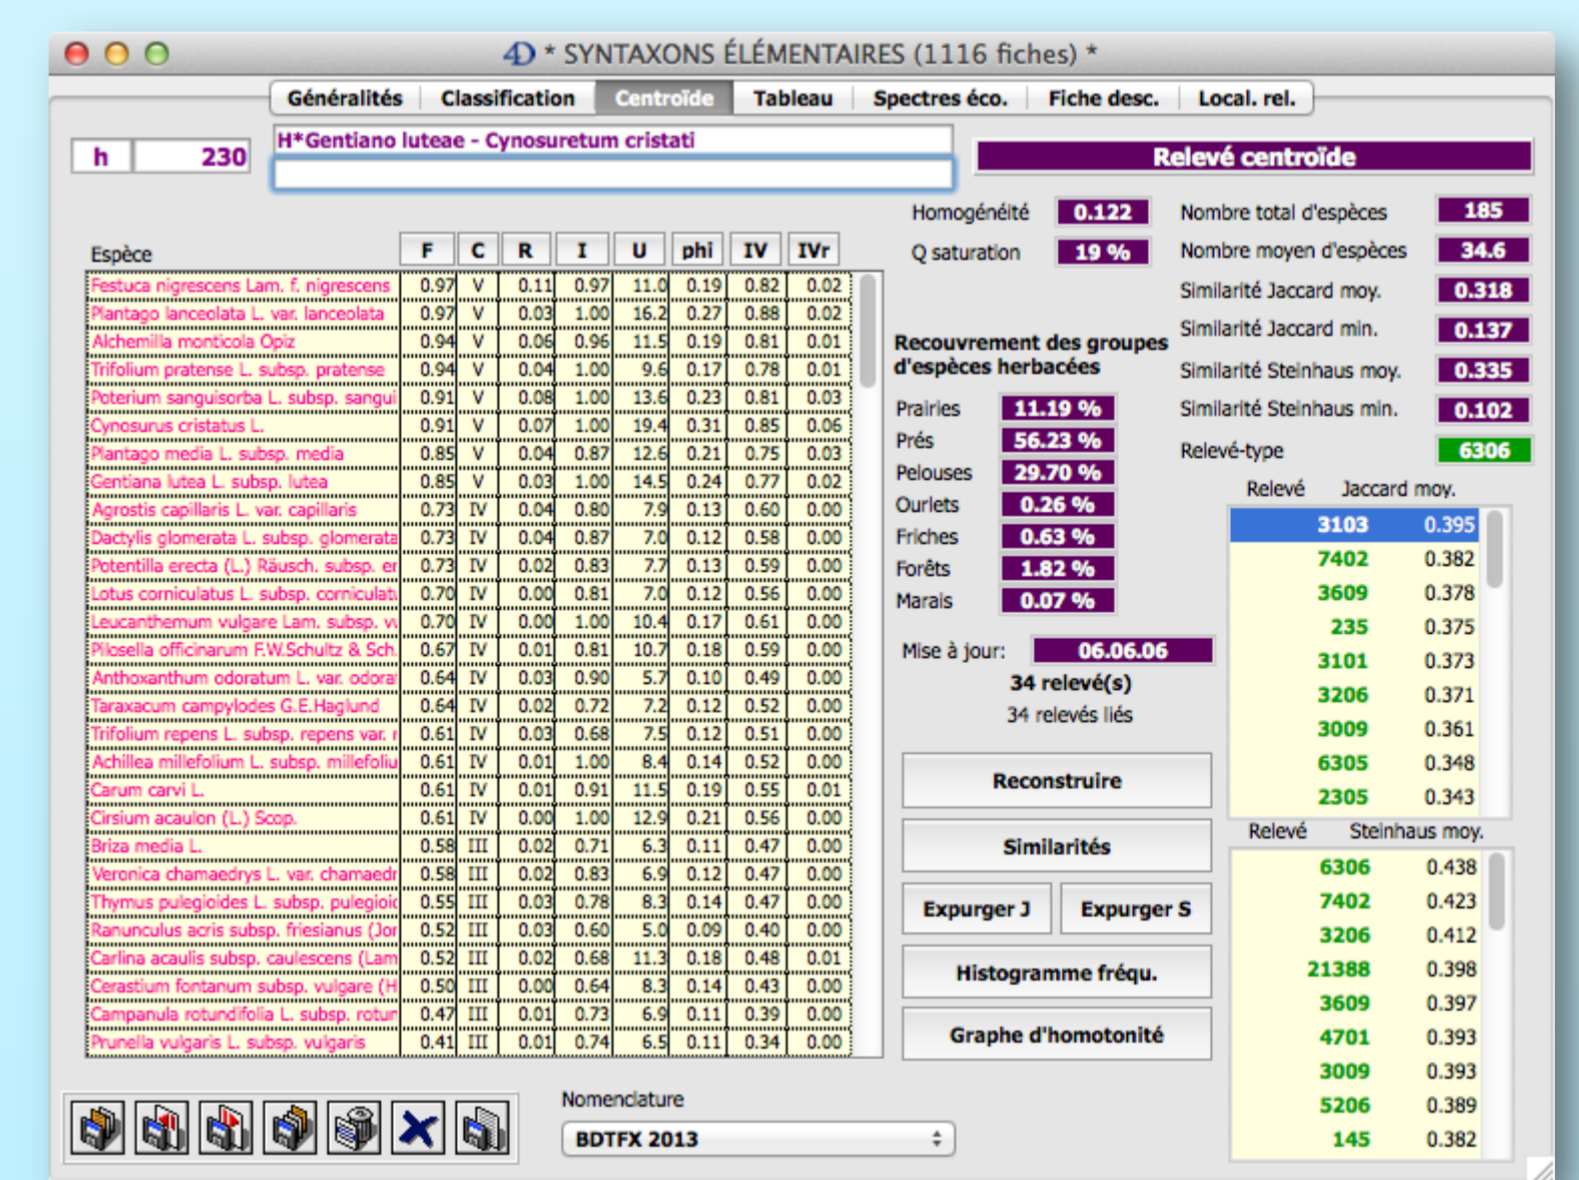 4D * SYNTAXONS ÉLÉMENTAIRES (1116 fiches) *
Généralités Classification Centroïde Tableau Spectres éco. Fiche desc. Local. rel.
h 230
H*Gentiano luteae - Cynosuretum cristati
Relevé centroïde
Espèce F C R I U phi IV IVr
Festuca nigrescens Lam. f. nigrescens 0.97 V 0.11 0.97 11.0 0.19 0.82 0.02
Plantago lanceolata L. var. lanceolata 0.97 V 0.03 1.00 16.2 0.27 0.88 0.02
Alchemilla monticola Opiz 0.94 V 0.06 0.96 11.5 0.19 0.81 0.01
Trifolium pratense L. subsp. pratense 0.94 V 0.04 1.00 9.6 0.17 0.78 0.01
Poterium sanguisorba L. subsp. sangui 0.91 V 0.08 1.00 13.6 0.23 0.81 0.03
Cynosurus cristatus L. 0.91 V 0.07 1.00 19.4 0.31 0.85 0.06
Plantago media L. subsp. media 0.85 V 0.04 0.87 12.6 0.21 0.75 0.03
Gentiana lutea L. subsp. lutea 0.85 V 0.03 1.00 14.5 0.24 0.77 0.02
Agrostis capillaris L. var. capillaris 0.73 IV 0.04 0.80 7.9 0.13 0.60 0.00
Dactylis glomerata L. subsp. glomerata 0.73 IV 0.04 0.87 7.0 0.12 0.58 0.00
Potentilla erecta (L.) Räusch. subsp. er 0.73 IV 0.02 0.83 7.7 0.13 0.59 0.00
Lotus corniculatus L. subsp. corniculat 0.70 IV 0.00 0.81 7.0 0.12 0.56 0.00
Leucanthemum vulgare Lam. subsp. v 0.70 IV 0.00 1.00 10.4 0.17 0.61 0.00
Pilosella officinarum F.W.Schultz & Sch. 0.67 IV 0.01 0.81 10.7 0.18 0.59 0.00
Anthoxanthum odoratum L. var. odora 0.64 IV 0.03 0.90 5.7 0.10 0.49 0.00
Taraxacum campylodes G.E.Haglund 0.64 IV 0.02 0.72 7.2 0.12 0.52 0.00
Trifolium repens L. subsp. repens var. r 0.61 IV 0.03 0.68 7.5 0.12 0.51 0.00
Achillea millefolium L. subsp. millefoliu 0.61 IV 0.01 1.00 8.4 0.14 0.52 0.00
Carum carvi L. 0.61 IV 0.01 0.91 11.5 0.19 0.55 0.01
Cirsium acaulon (L.) Scop. 0.61 IV 0.00 1.00 12.9 0.21 0.56 0.00
Briza media L. 0.58 III 0.02 0.71 6.3 0.11 0.47 0.00
Veronica chamaedrys L. var. chamaedr 0.58 III 0.02 0.83 6.9 0.12 0.47 0.00
Thymus pulegioides L. subsp. pulegioic 0.55 III 0.03 0.78 8.3 0.14 0.47 0.00
Ranunculus acris subsp. friesianus (Jor 0.52 III 0.03 0.60 5.0 0.09 0.40 0.00
Carlina acaulis subsp. caulescens (Lam 0.52 III 0.02 0.68 11.3 0.18 0.48 0.01
Cerastium fontanum subsp. vulgare (H 0.50 III 0.00 0.64 8.3 0.14 0.43 0.00
Campanula rotundifolia L. subsp. rotur 0.47 III 0.01 0.73 6.9 0.11 0.39 0.00
Prunella vulgaris L. subsp. vulgaris 0.41 III 0.01 0.74 6.5 0.11 0.34 0.00
Homogénéité 0.122
Q saturation 19 %
Recouvrement des groupes
d'espèces herbacées
Prairies 11.19 %
Prés 56.23 %
Pelouses 29.70 %
Ourlets 0.26 %
Friches 0.63 %
Forêts 1.82 %
Marais 0.07 %
Mise à jour: 06.06.06
34 relevé(s)
34 relevés liés
Reconstruire
Similarités
Expurger J Expurger S
Histogramme fréqu.
Graphe d'homotonité
Nombre total d'espèces 185
Nombre moyen d'espèces 34.6
Similarité Jaccard moy. 0.318
Similarité Jaccard min. 0.137
Similarité Steinhaus moy. 0.335
Similarité Steinhaus min. 0.102
Relevé-type 6306
Relevé Jaccard moy.
3103 0.395
7402 0.382
3609 0.378
235 0.375
3101 0.373
3206 0.371
3009 0.361
6305 0.348
2305 0.343
Relevé Steinhaus moy.
6306 0.438
7402 0.423
3206 0.412
21388 0.398
3609 0.397
4701 0.393
3009 0.393
5206 0.389
145 0.382
Nomenclature
BDTFX 2013